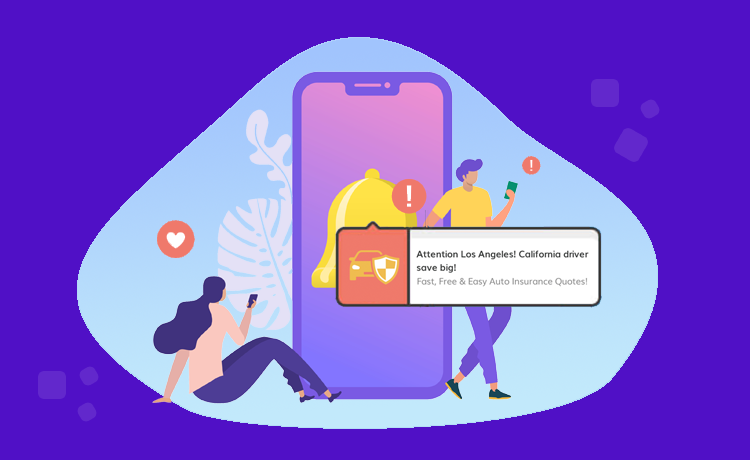 Attention Los Angeles! California driver
save big!
Fast, Free & Easy Auto Insurance Quotes!